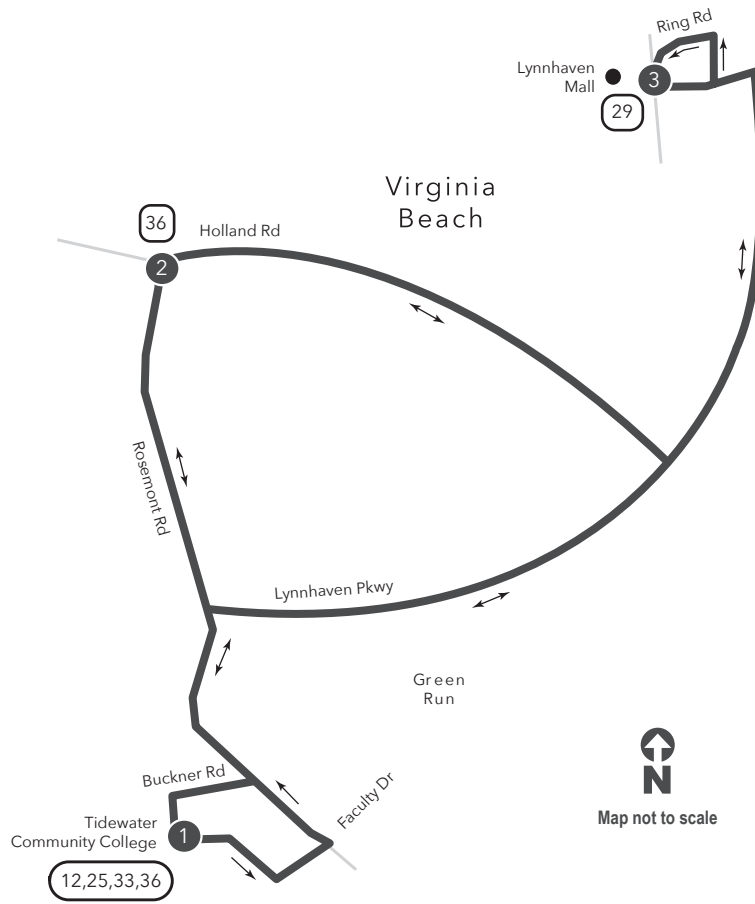 Ring Rd
Lynnhaven
Mall
3
29
Virginia
Beach
36
Holland Rd
2
Rosemont Rd
Lynnhaven Pkwy
Green
Run
N
Map not to scale
Buckner Rd
Faculty Dr
Tidewater
Community College
1
12,25,33,36